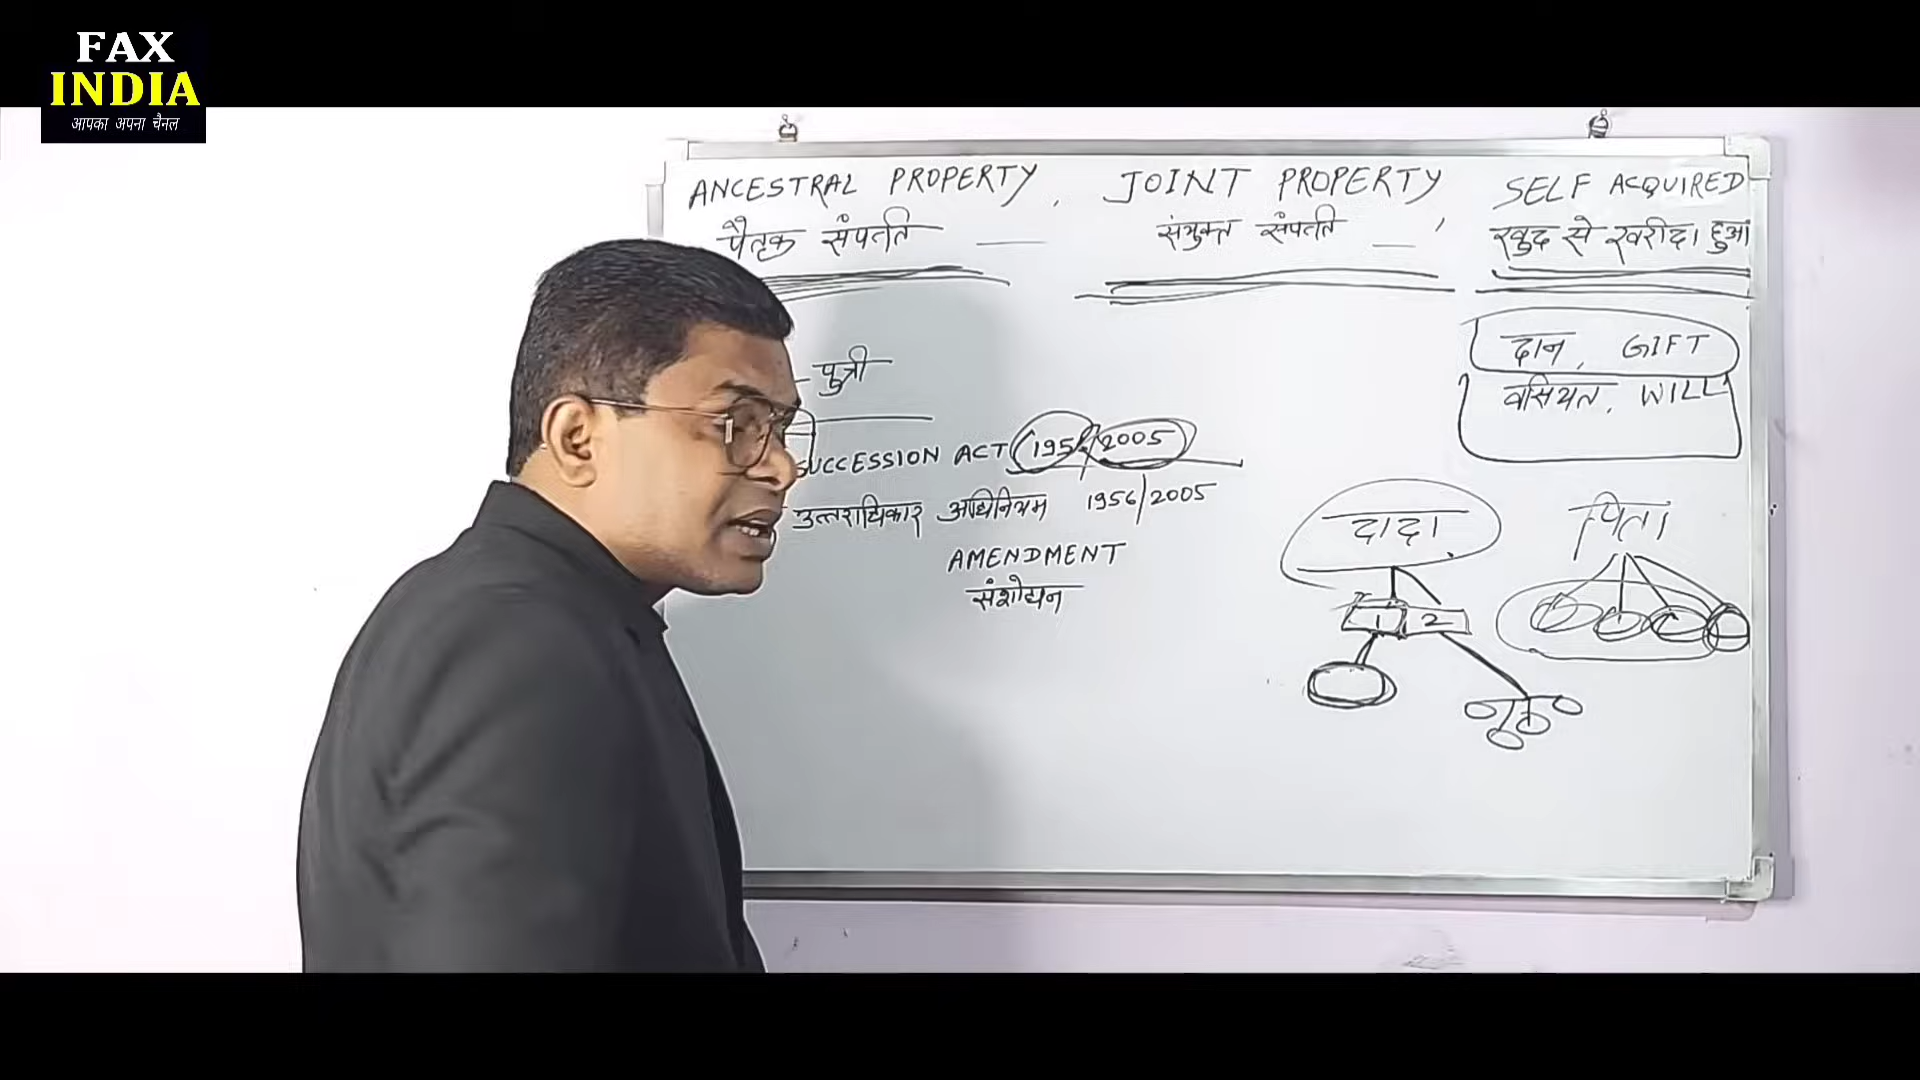 FAX
INDIA
आपका अपना चैनल
ANCESTRAL PROPERTY, JOINT PROPERTY, SELF ACQUIRED
पैतृक संपत्ती संयुक्त संपत्ती खुद से खरीदा हुआ
दान, GIFT
वसियत, WILL
पुत्री
SUCCESSION ACT 1956/2005
उत्तराधिकार अधिनियम 1956/2005
AMENDMENT
संशोधन
दादा
पिता
1 2